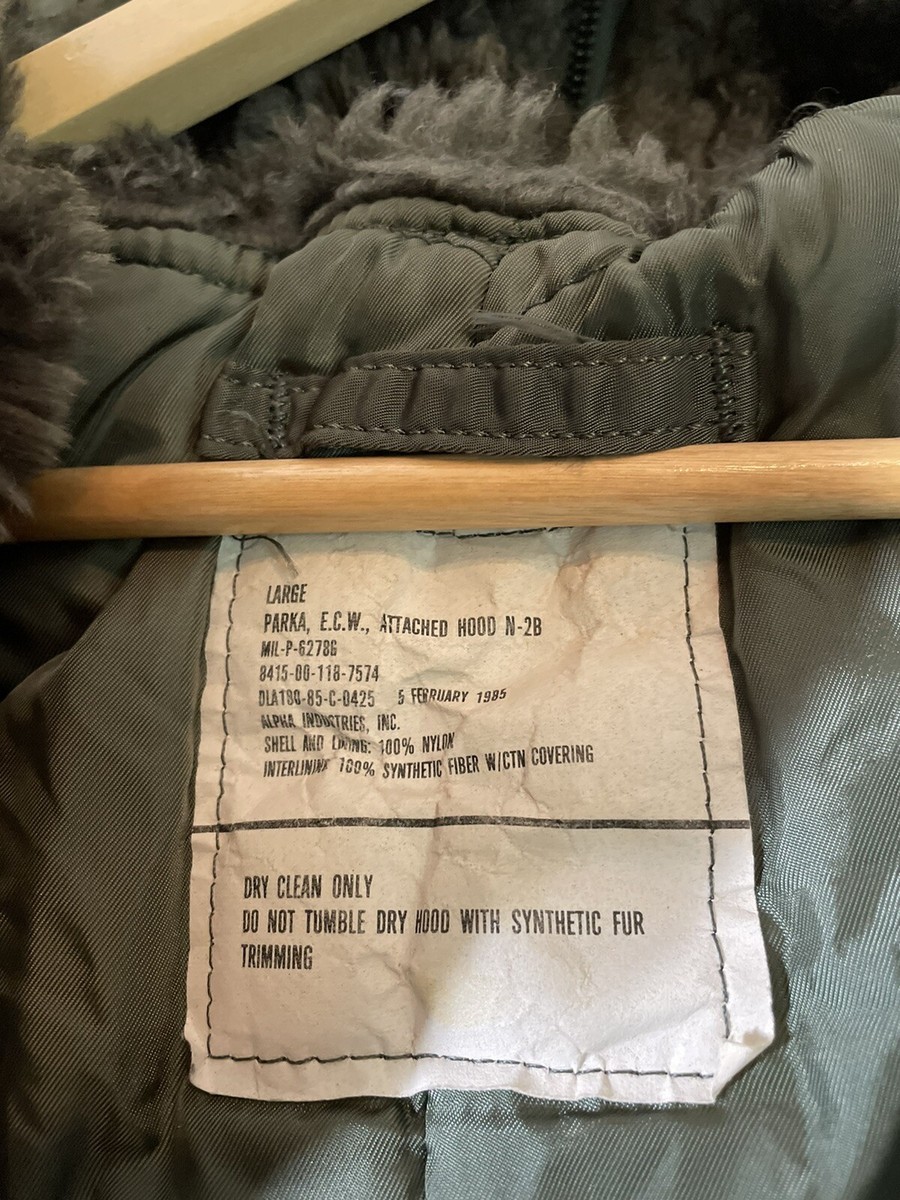 LARGE
PARKA, E.C.W., ATTACHED HOOD N-2B
MIL-P-6278G
8415-00-118-7574
DLA100-85-C-0425 5 FEBRUARY 1985
ALPHA INDUSTRIES, INC.
SHELL AND LINING: 100% NYLON
INTERLINING 100% SYNTHETIC FIBER W/CTN COVERING
DRY CLEAN ONLY
DO NOT TUMBLE DRY HOOD WITH SYNTHETIC FUR
TRIMMING